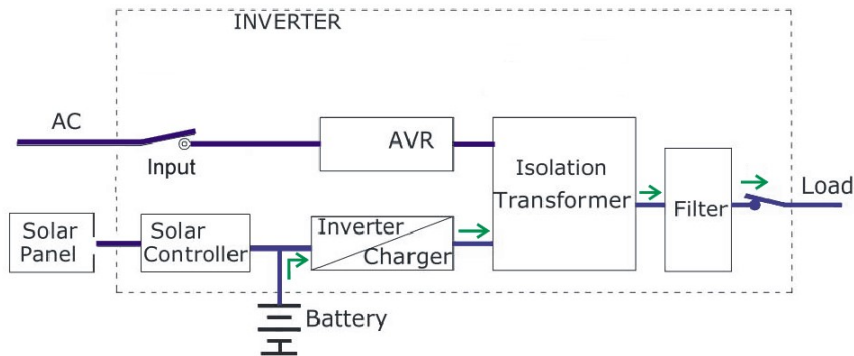 INVERTER
AC
Input
AVR
Isolation
Transformer
Filter
Load
Solar
Panel
Solar
Controller
Inverter
Charger
Battery